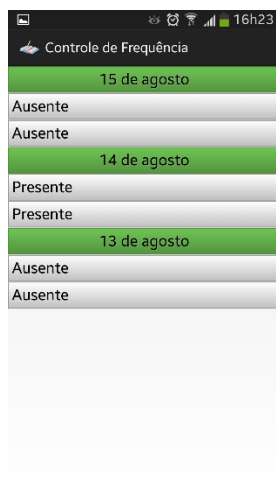 16h23
Controle de Frequência
15 de agosto
Ausente
Ausente
14 de agosto
Presente
Presente
13 de agosto
Ausente
Ausente